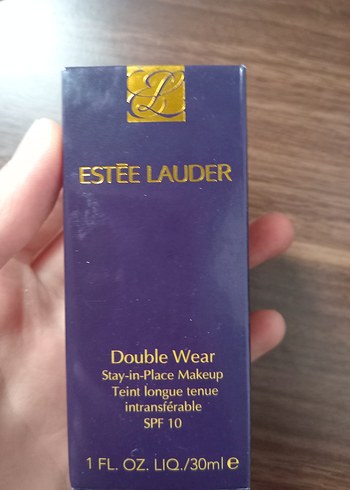 EL
ESTĒE LAUDER
Double Wear
Stay-in-Place Makeup
Teint longue tenue
intransférable
SPF 10
1 FL. OZ. LIQ./30ml e